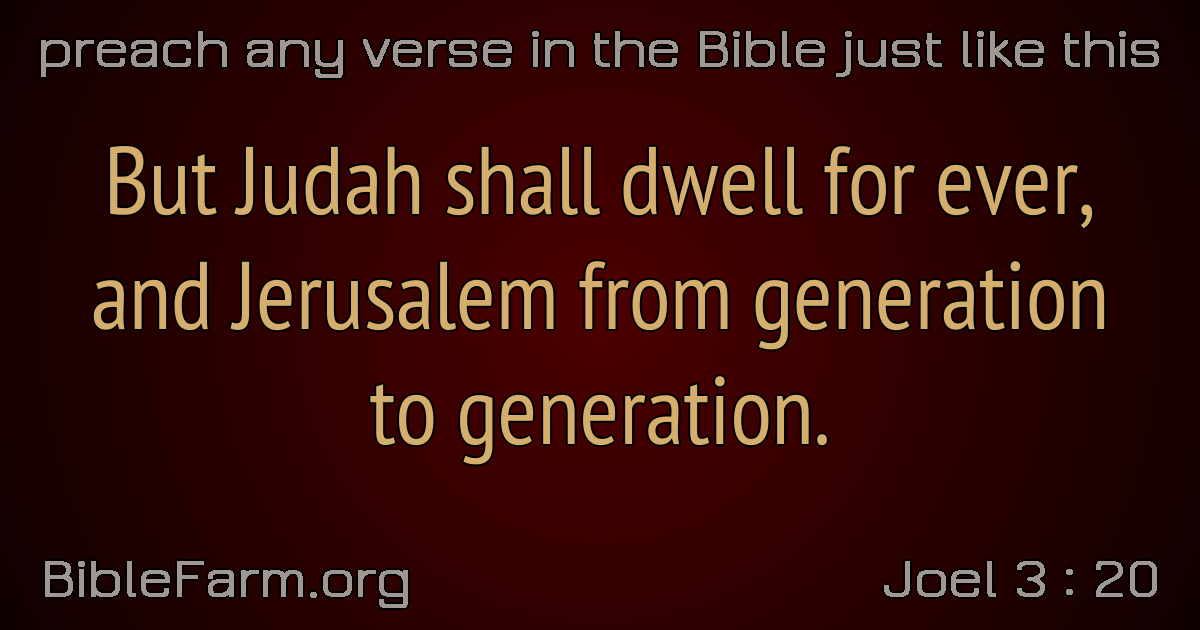 preach any verse in the Bible just like this
But Judah shall dwell for ever,
and Jerusalem from generation
to generation.
BibleFarm.org
Joel 3 : 20